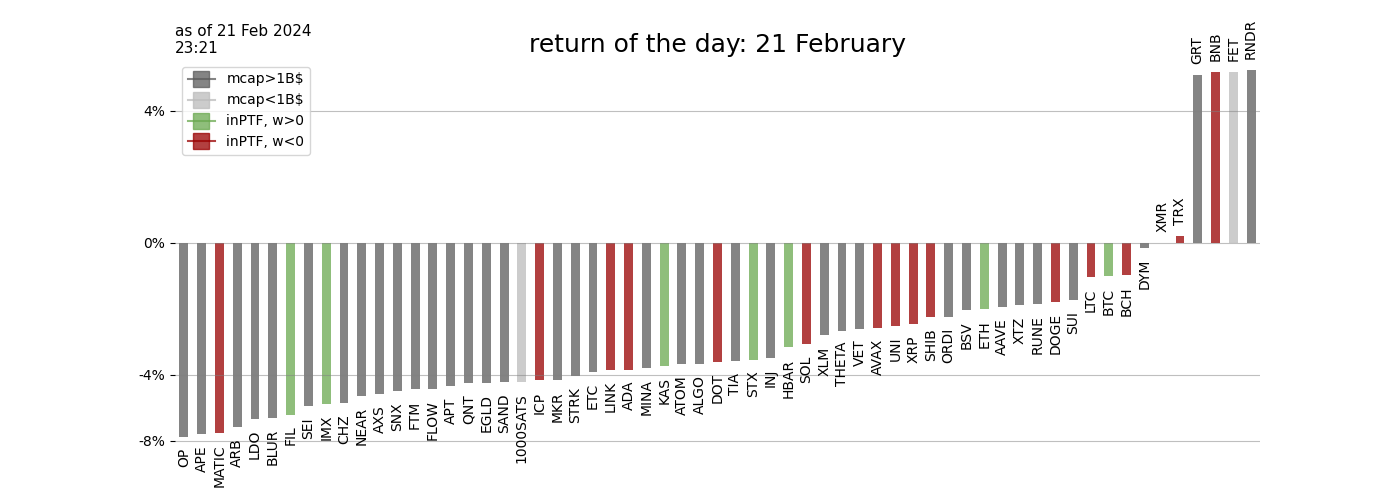 as of 21 Feb 2024
23:21
return of the day: 21 February
mcap>1B$
mcap<1B$
inPTF, w>0
inPTF, w<0
4%
0%
-4%
-8%
OP
APE
MATIC
ARB
LDO
BLUR
FIL
SEI
IMX
CHZ
NEAR
AXS
SNX
FTM
FLOW
APT
QNT
EGLD
SAND
1000SATS
ICP
MKR
STRK
ETC
LINK
ADA
MINA
KAS
ATOM
ALGO
DOT
TIA
STX
INJ
HBAR
SOL
XLM
THETA
VET
AVAX
UNI
XRP
SHIB
ORDI
BSV
ETH
AAVE
XTZ
RUNE
DOGE
SUI
LTC
BTC
BCH
DYM
XMR
TRX
GRT
BNB
FET
RNDR